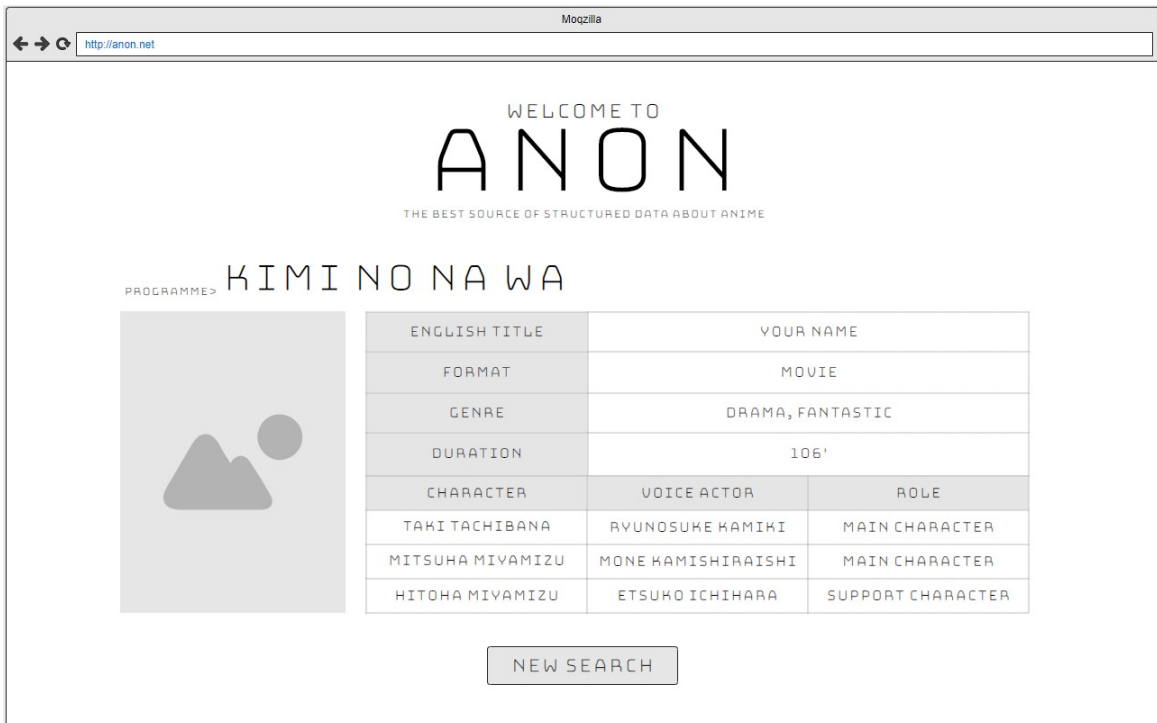 Moqzilla
http://anon.net
WELCOME TO
ANON
THE BEST SOURCE OF STRUCTURED DATA ABOUT ANIME
PROGRAMME> KIMI NO NA WA
ENGLISH TITLE YOUR NAME
FORMAT MOVIE
GENRE DRAMA, FANTASTIC
DURATION 106'
CHARACTER VOICE ACTOR ROLE
TAKI TACHIBANA RYUNOSUKE KAMIKI MAIN CHARACTER
MITSUHA MIYAMIZU MONE KAMISHIRAISHI MAIN CHARACTER
HITOHA MIYAMIZU ETSUKO ICHIHARA SUPPORT CHARACTER
NEW SEARCH